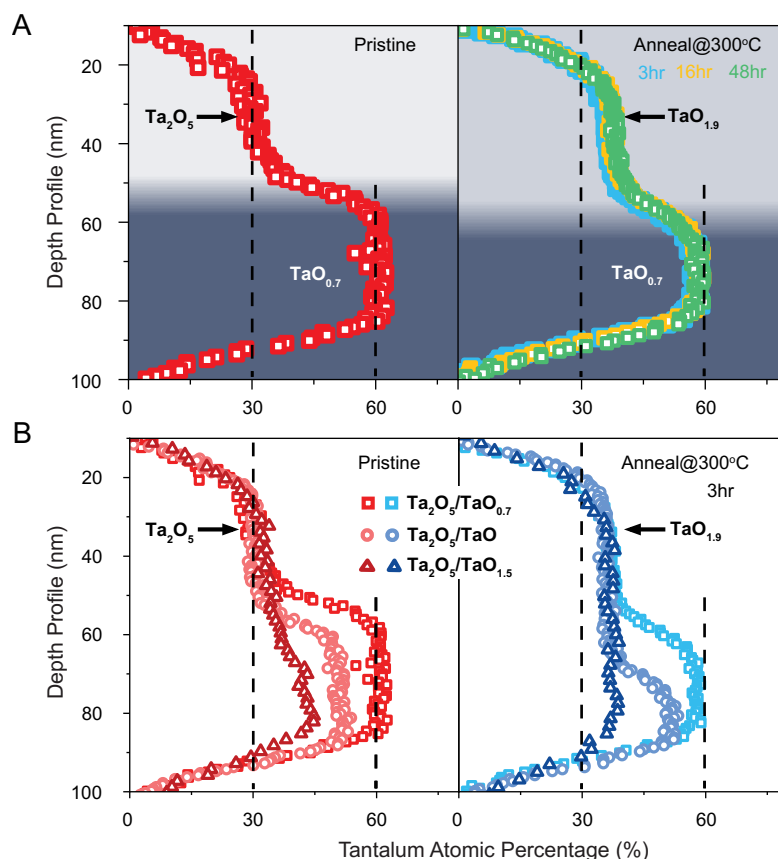 A
Pristine
Anneal@300°C
3hr 16hr 48hr
Ta₂O₅
TaO₁.₉
TaO₀.₇
TaO₀.₇
Depth Profile (nm)
20
40
60
80
100
0
30
60
0
30
60
B
Pristine
Anneal@300°C
3hr
Ta₂O₅/TaO₀.₇
Ta₂O₅/TaO
Ta₂O₅/TaO₁.₅
Ta₂O₅
TaO₁.₉
Depth Profile (nm)
20
40
60
80
100
0
30
60
0
30
60
Tantalum Atomic Percentage (%)